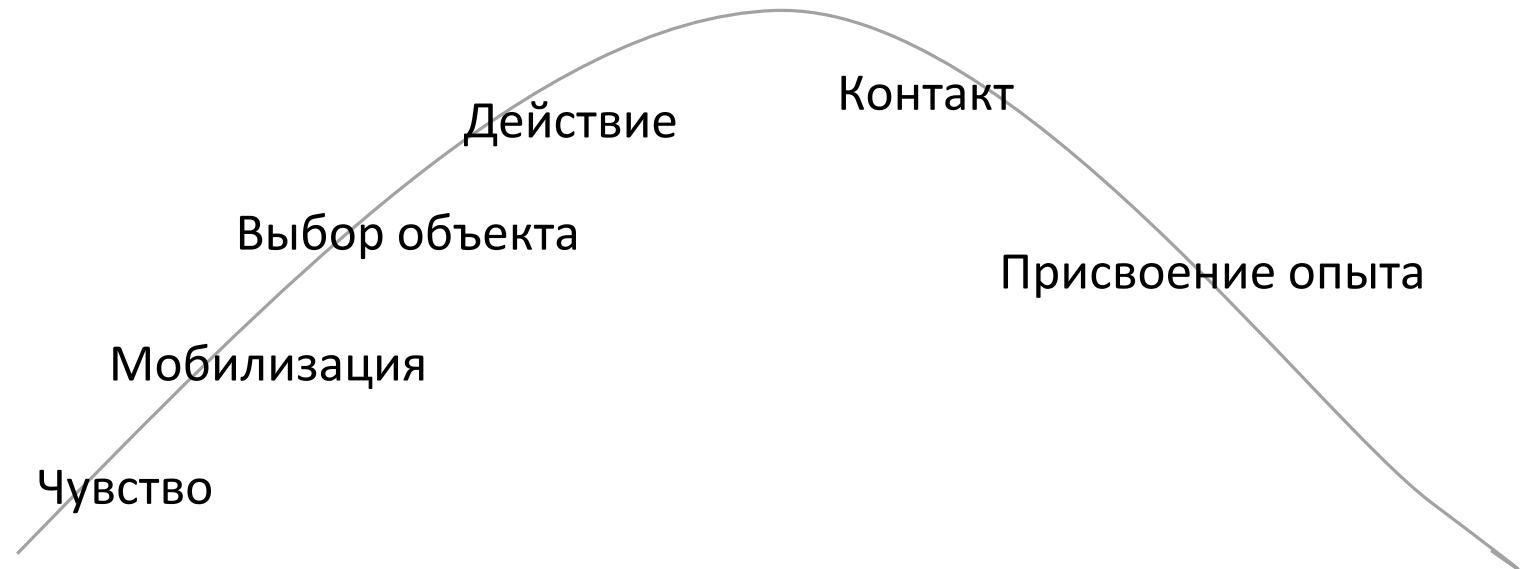 Контакт
Действие
Выбор объекта
Присвоение опыта
Мобилизация
Чувство